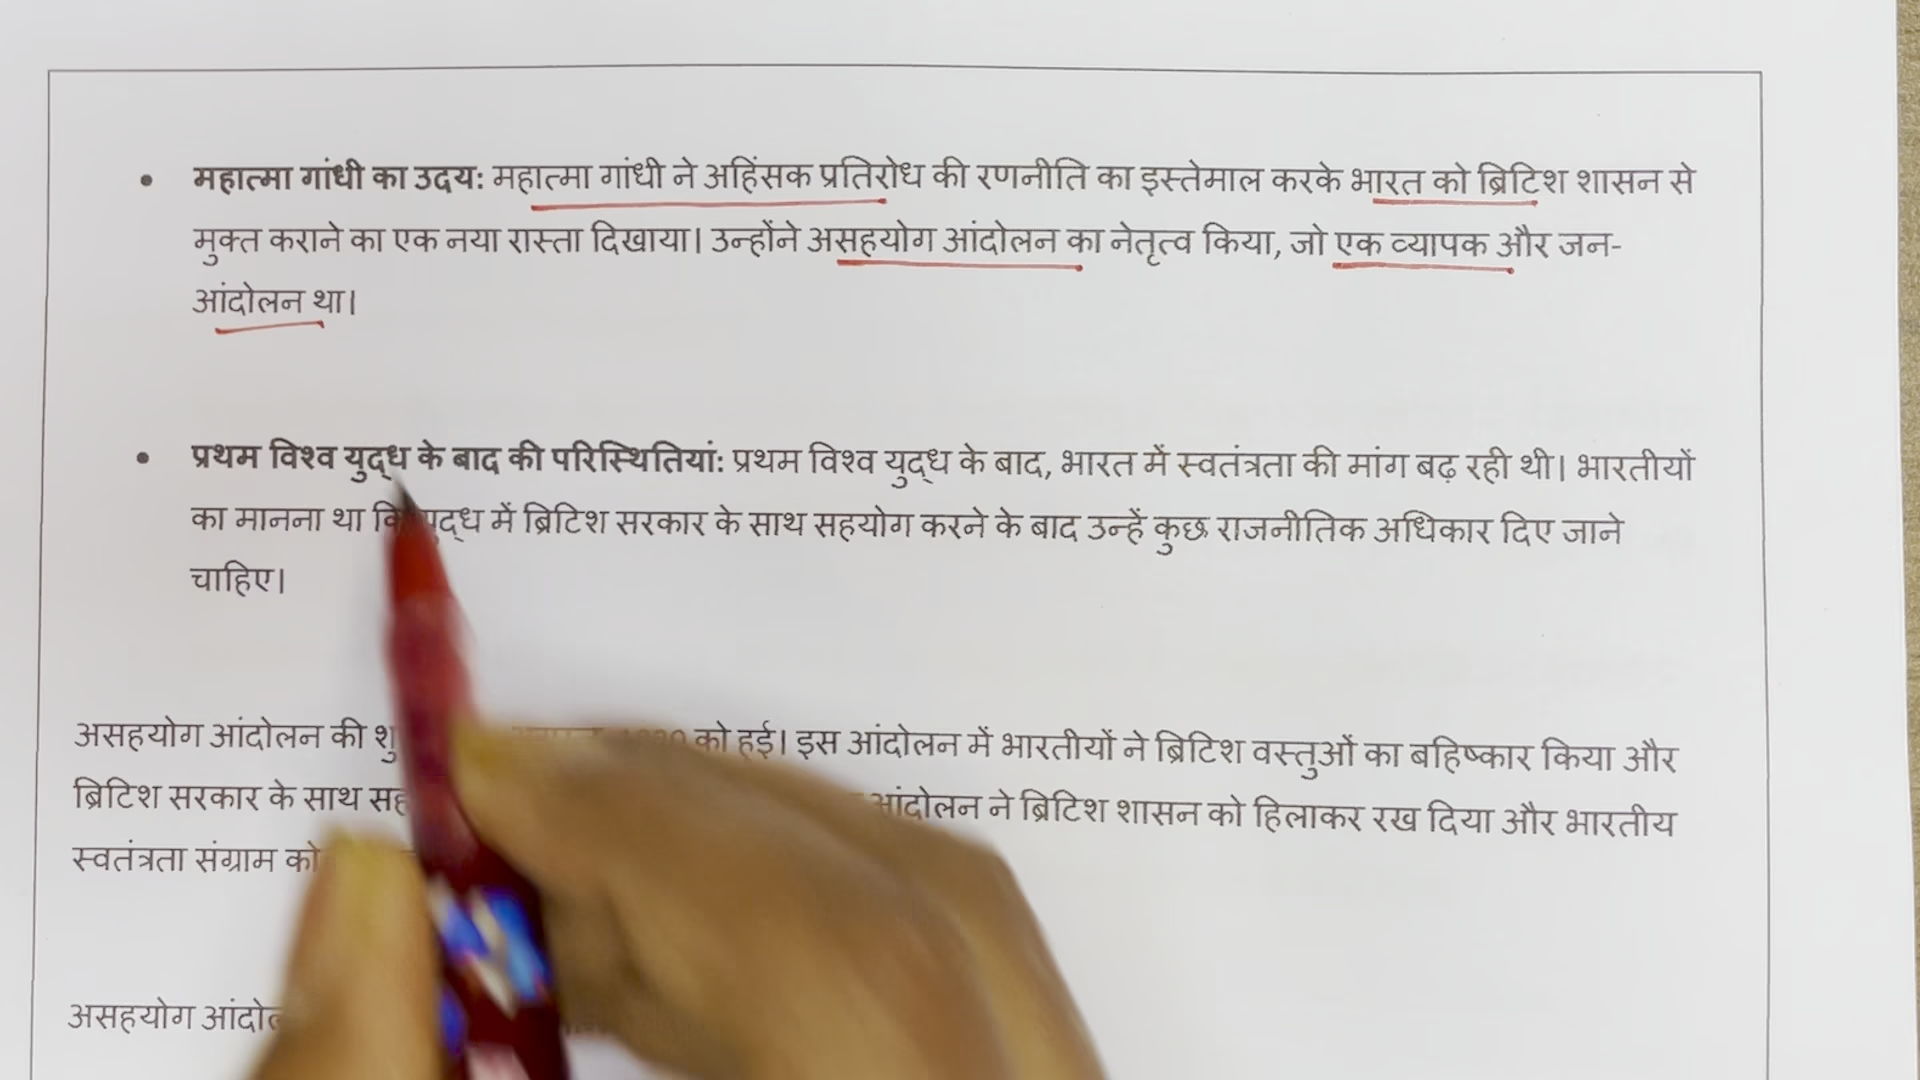 • महात्मा गांधी का उदय: महात्मा गांधी ने अहिंसक प्रतिरोध की रणनीति का इस्तेमाल करके भारत को ब्रिटिश शासन से
मुक्त कराने का एक नया रास्ता दिखाया। उन्होंने असहयोग आंदोलन का नेतृत्व किया, जो एक व्यापक और जन-
आंदोलन था।
• प्रथम विश्व युद्ध के बाद की परिस्थितियां: प्रथम विश्व युद्ध के बाद, भारत में स्वतंत्रता की मांग बढ़ रही थी। भारतीयों
का मानना था कि युद्ध में ब्रिटिश सरकार के साथ सहयोग करने के बाद उन्हें कुछ राजनीतिक अधिकार दिए जाने
चाहिए।
असहयोग आंदोलन की को हुई। इस आंदोलन में भारतीयों ने ब्रिटिश वस्तुओं का बहिष्कार किया और
ब्रिटिश सरकार के साथ आंदोलन ने ब्रिटिश शासन को हिलाकर रख दिया और भारतीय
स्वतंत्रता संग्राम को
असहयोग